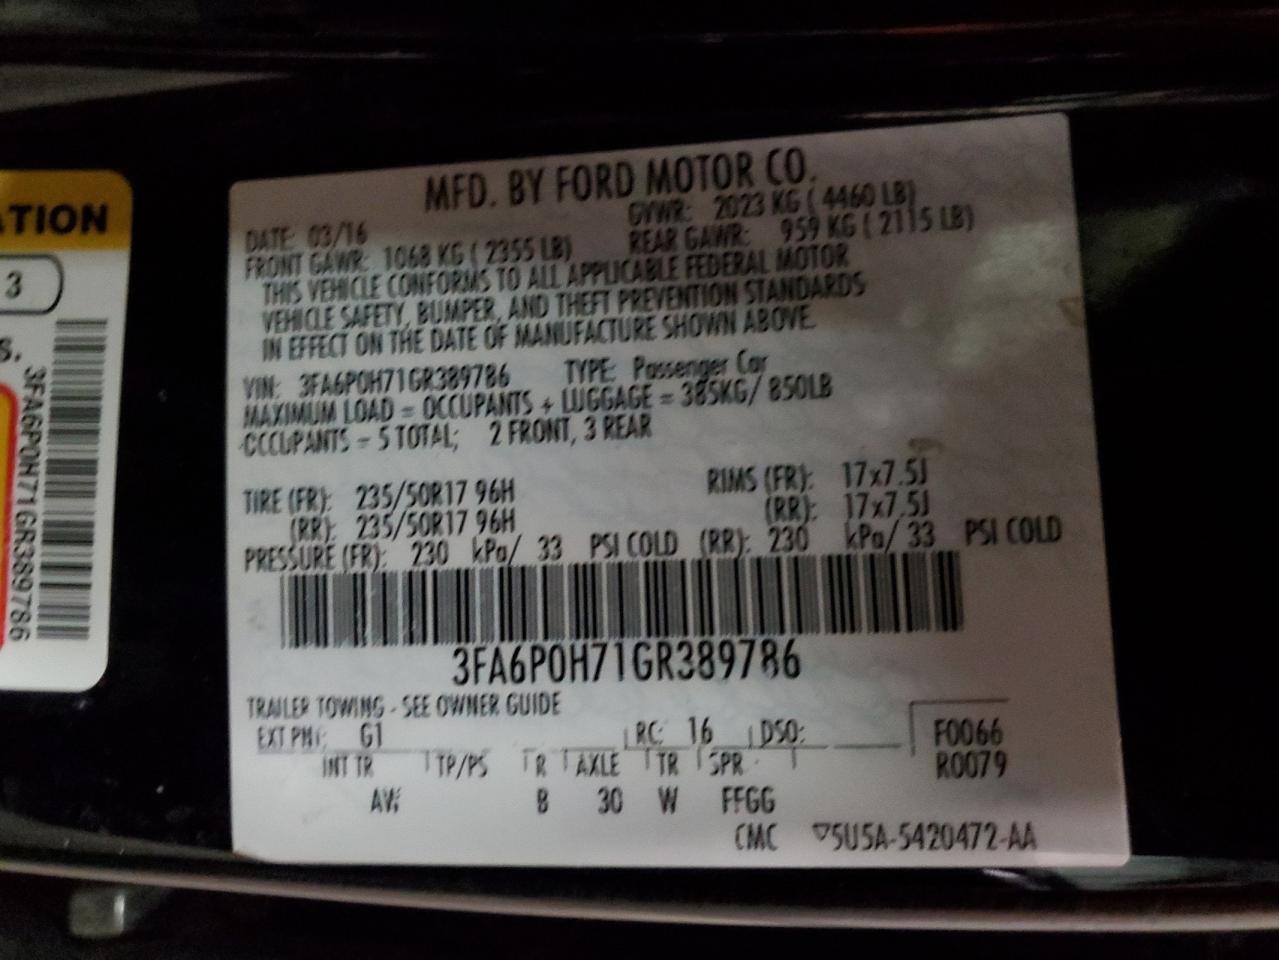 ATION
3
S.
3FA6P0H71GR389786
MFD. BY FORD MOTOR CO.
DATE: 03/16 GVWR: 2023 KG ( 4460 LB)
FRONT GAWR: 1068 KG ( 2355 LB) REAR GAWR: 959 KG ( 2115 LB)
THIS VEHICLE CONFORMS TO ALL APPLICABLE FEDERAL MOTOR
VEHICLE SAFETY, BUMPER, AND THEFT PREVENTION STANDARDS
IN EFFECT ON THE DATE OF MANUFACTURE SHOWN ABOVE.
VIN: 3FA6P0H71GR389786 TYPE: Passenger Car
MAXIMUM LOAD = OCCUPANTS + LUGGAGE = 385KG/ 850LB
OCCUPANTS = 5 TOTAL; 2 FRONT, 3 REAR
TIRE (FR): 235/50R17 96H RIMS (FR): 17x7.5J
(RR): 235/50R17 96H (RR): 17x7.5J
PRESSURE (FR): 230 kPa/ 33 PSI COLD (RR): 230 kPa/ 33 PSI COLD
3FA6P0H71GR389786
TRAILER TOWING - SEE OWNER GUIDE
EXT PNT: G1 RC: 16 DSO: F0066
INT TR TP/PS R AXLE TR SPR R0079
8 30 W FFGG
CMC ▽5U5A-5420472-AA